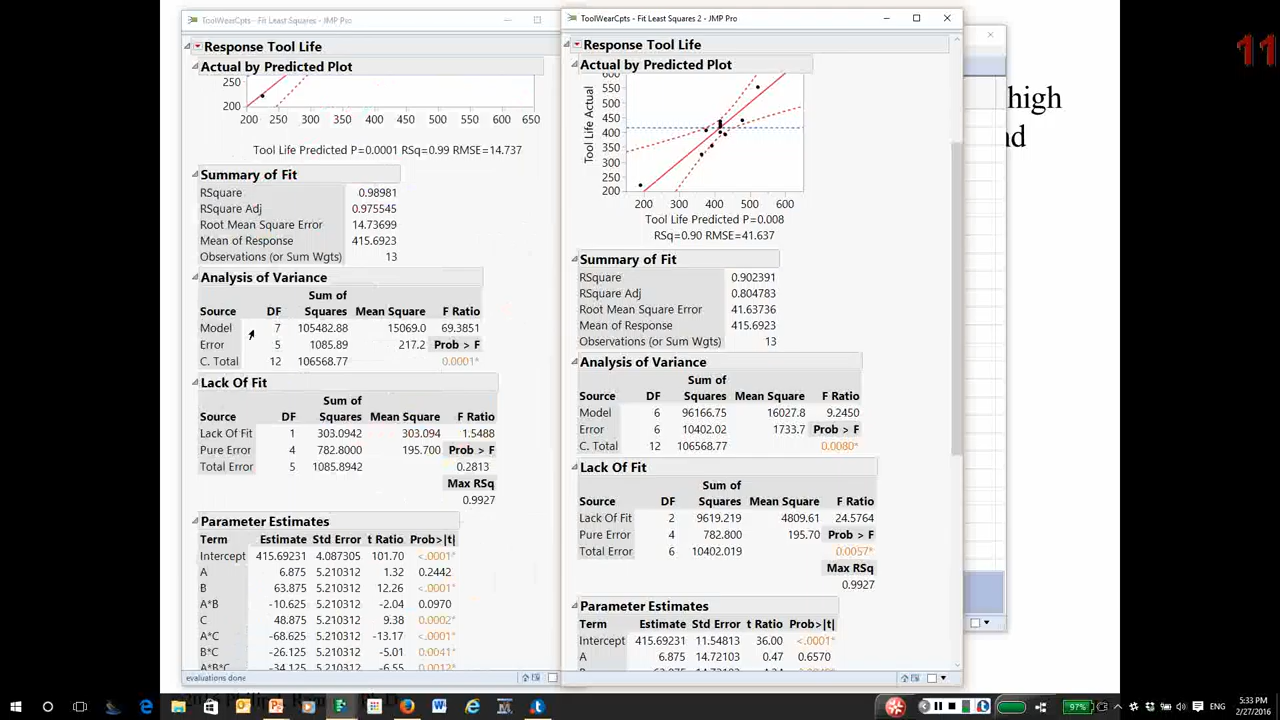 ToolWearCpts - Fit Least Squares - JMP Pro
Response Tool Life
Actual by Predicted Plot
250
200
200 250 300 350 400 450 500 550 650
Tool Life Predicted P=0.0001 RSq=0.99 RMSE=14.737
Summary of Fit
RSquare 0.98981
RSquare Adj 0.975545
Root Mean Square Error 14.73699
Mean of Response 415.6923
Observations (or Sum Wgts) 13
Analysis of Variance
Sum of
Source DF Squares Mean Square F Ratio
Model 7 105482.88 15069.0 69.3851
Error 5 1085.89 217.2 Prob > F
C. Total 12 106568.77 0.0001*
Lack Of Fit
Sum of
Source DF Squares Mean Square F Ratio
Lack Of Fit 1 303.0942 303.094 1.5488
Pure Error 4 782.8000 195.700 Prob > F
Total Error 5 1085.8942 0.2813
Max RSq
0.9927
Parameter Estimates
Term Estimate Std Error t Ratio Prob>|t|
Intercept 415.69231 4.087305 101.70 <.0001*
A 6.875 5.210312 1.32 0.2442
B 63.875 5.210312 12.26 <.0001*
A*B -10.625 5.210312 -2.04 0.0970
C 48.875 5.210312 9.38 0.0002*
A*C -68.625 5.210312 -13.17 <.0001*
B*C -26.125 5.210312 -5.01 0.0041*
A*B*C -34.125 5.210312 -6.55 0.0012*
evaluations done
ToolWearCpts - Fit Least Squares 2 - JMP Pro
Response Tool Life
Actual by Predicted Plot
Tool Life Actual
600
550
500
450
400
350
300
250
200
200 300 400 500 600
Tool Life Predicted P=0.008
RSq=0.90 RMSE=41.637
Summary of Fit
RSquare 0.902391
RSquare Adj 0.804783
Root Mean Square Error 41.63736
Mean of Response 415.6923
Observations (or Sum Wgts) 13
Analysis of Variance
Sum of
Source DF Squares Mean Square F Ratio
Model 6 96166.75 16027.8 9.2450
Error 6 10402.02 1733.7 Prob > F
C. Total 12 106568.77 0.0080*
Lack Of Fit
Sum of
Source DF Squares Mean Square F Ratio
Lack Of Fit 2 9619.219 4809.61 24.5764
Pure Error 4 782.800 195.70 Prob > F
Total Error 6 10402.019 0.0057*
Max RSq
0.9927
Parameter Estimates
Term Estimate Std Error t Ratio Prob>|t|
Intercept 415.69231 11.54813 36.00 <.0001*
A 6.875 14.72103 0.47 0.6570
11
high
97%
ENG
5:33 PM
2/27/2016